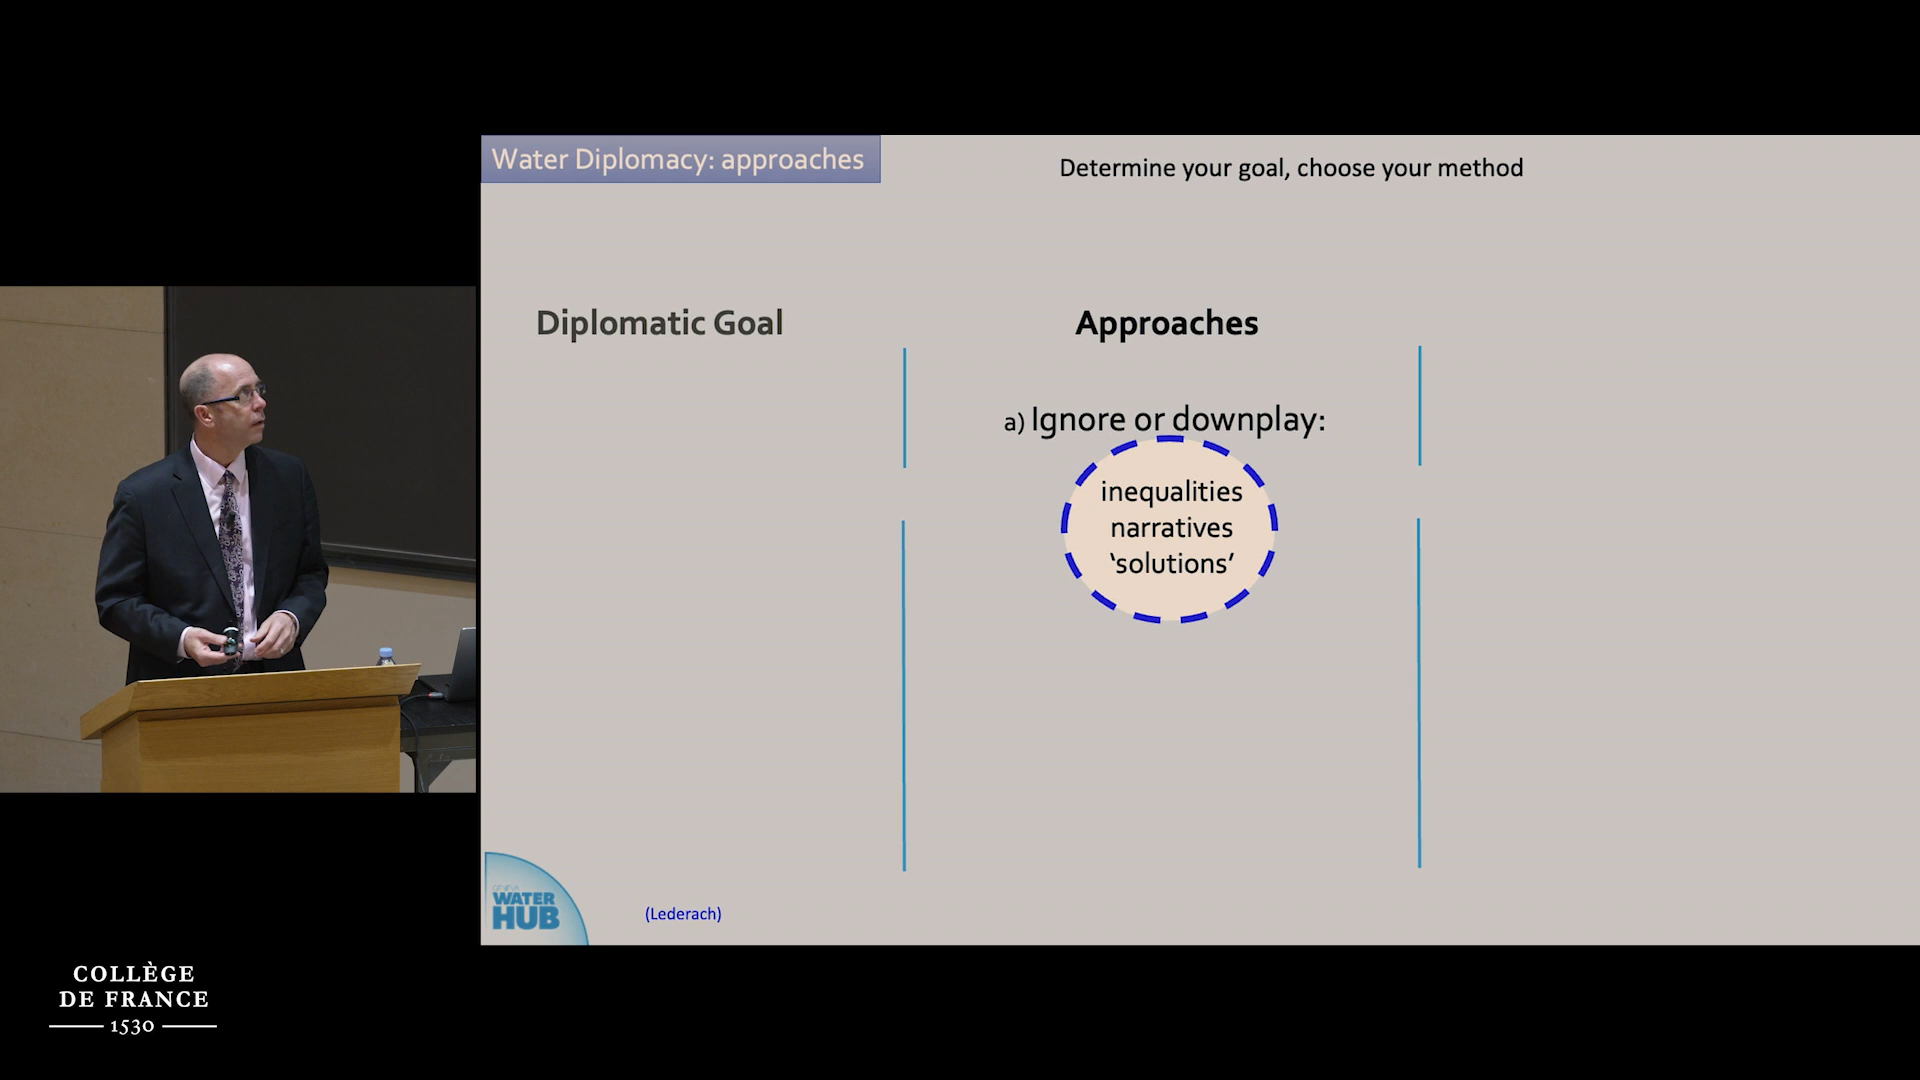 Water Diplomacy: approaches
Determine your goal, choose your method
Diplomatic Goal
Approaches
a) Ignore or downplay:
inequalities
narratives
‘solutions’
GENEVA
WATER
HUB
(Lederach)
COLLÈGE
DE FRANCE
1530